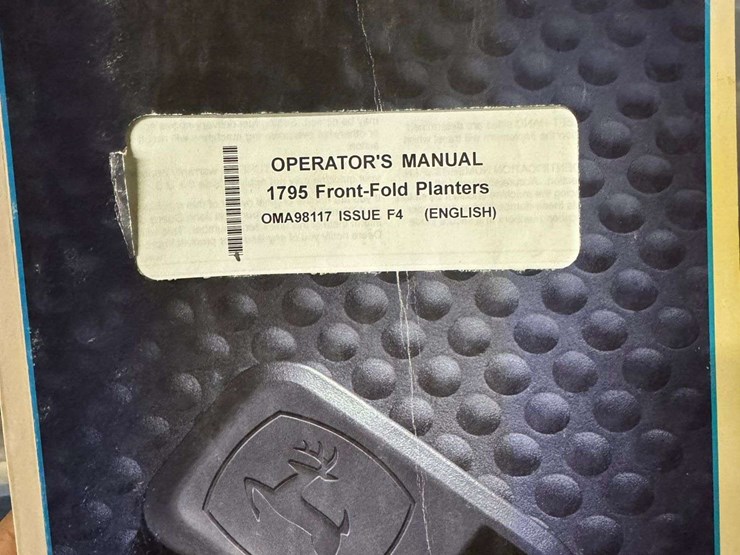 OPERATOR'S MANUAL
1795 Front-Fold Planters
OMA98117 ISSUE F4 (ENGLISH)